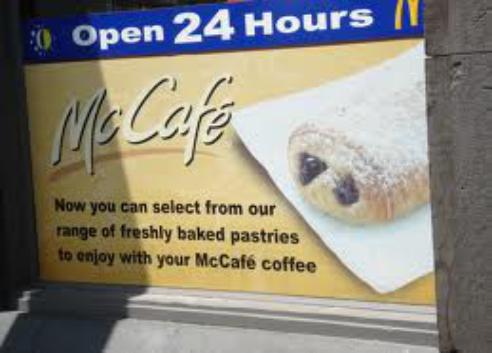 Open 24 Hours
McCafé
Now you can select from our
range of freshly baked pastries
to enjoy with your McCafé coffee